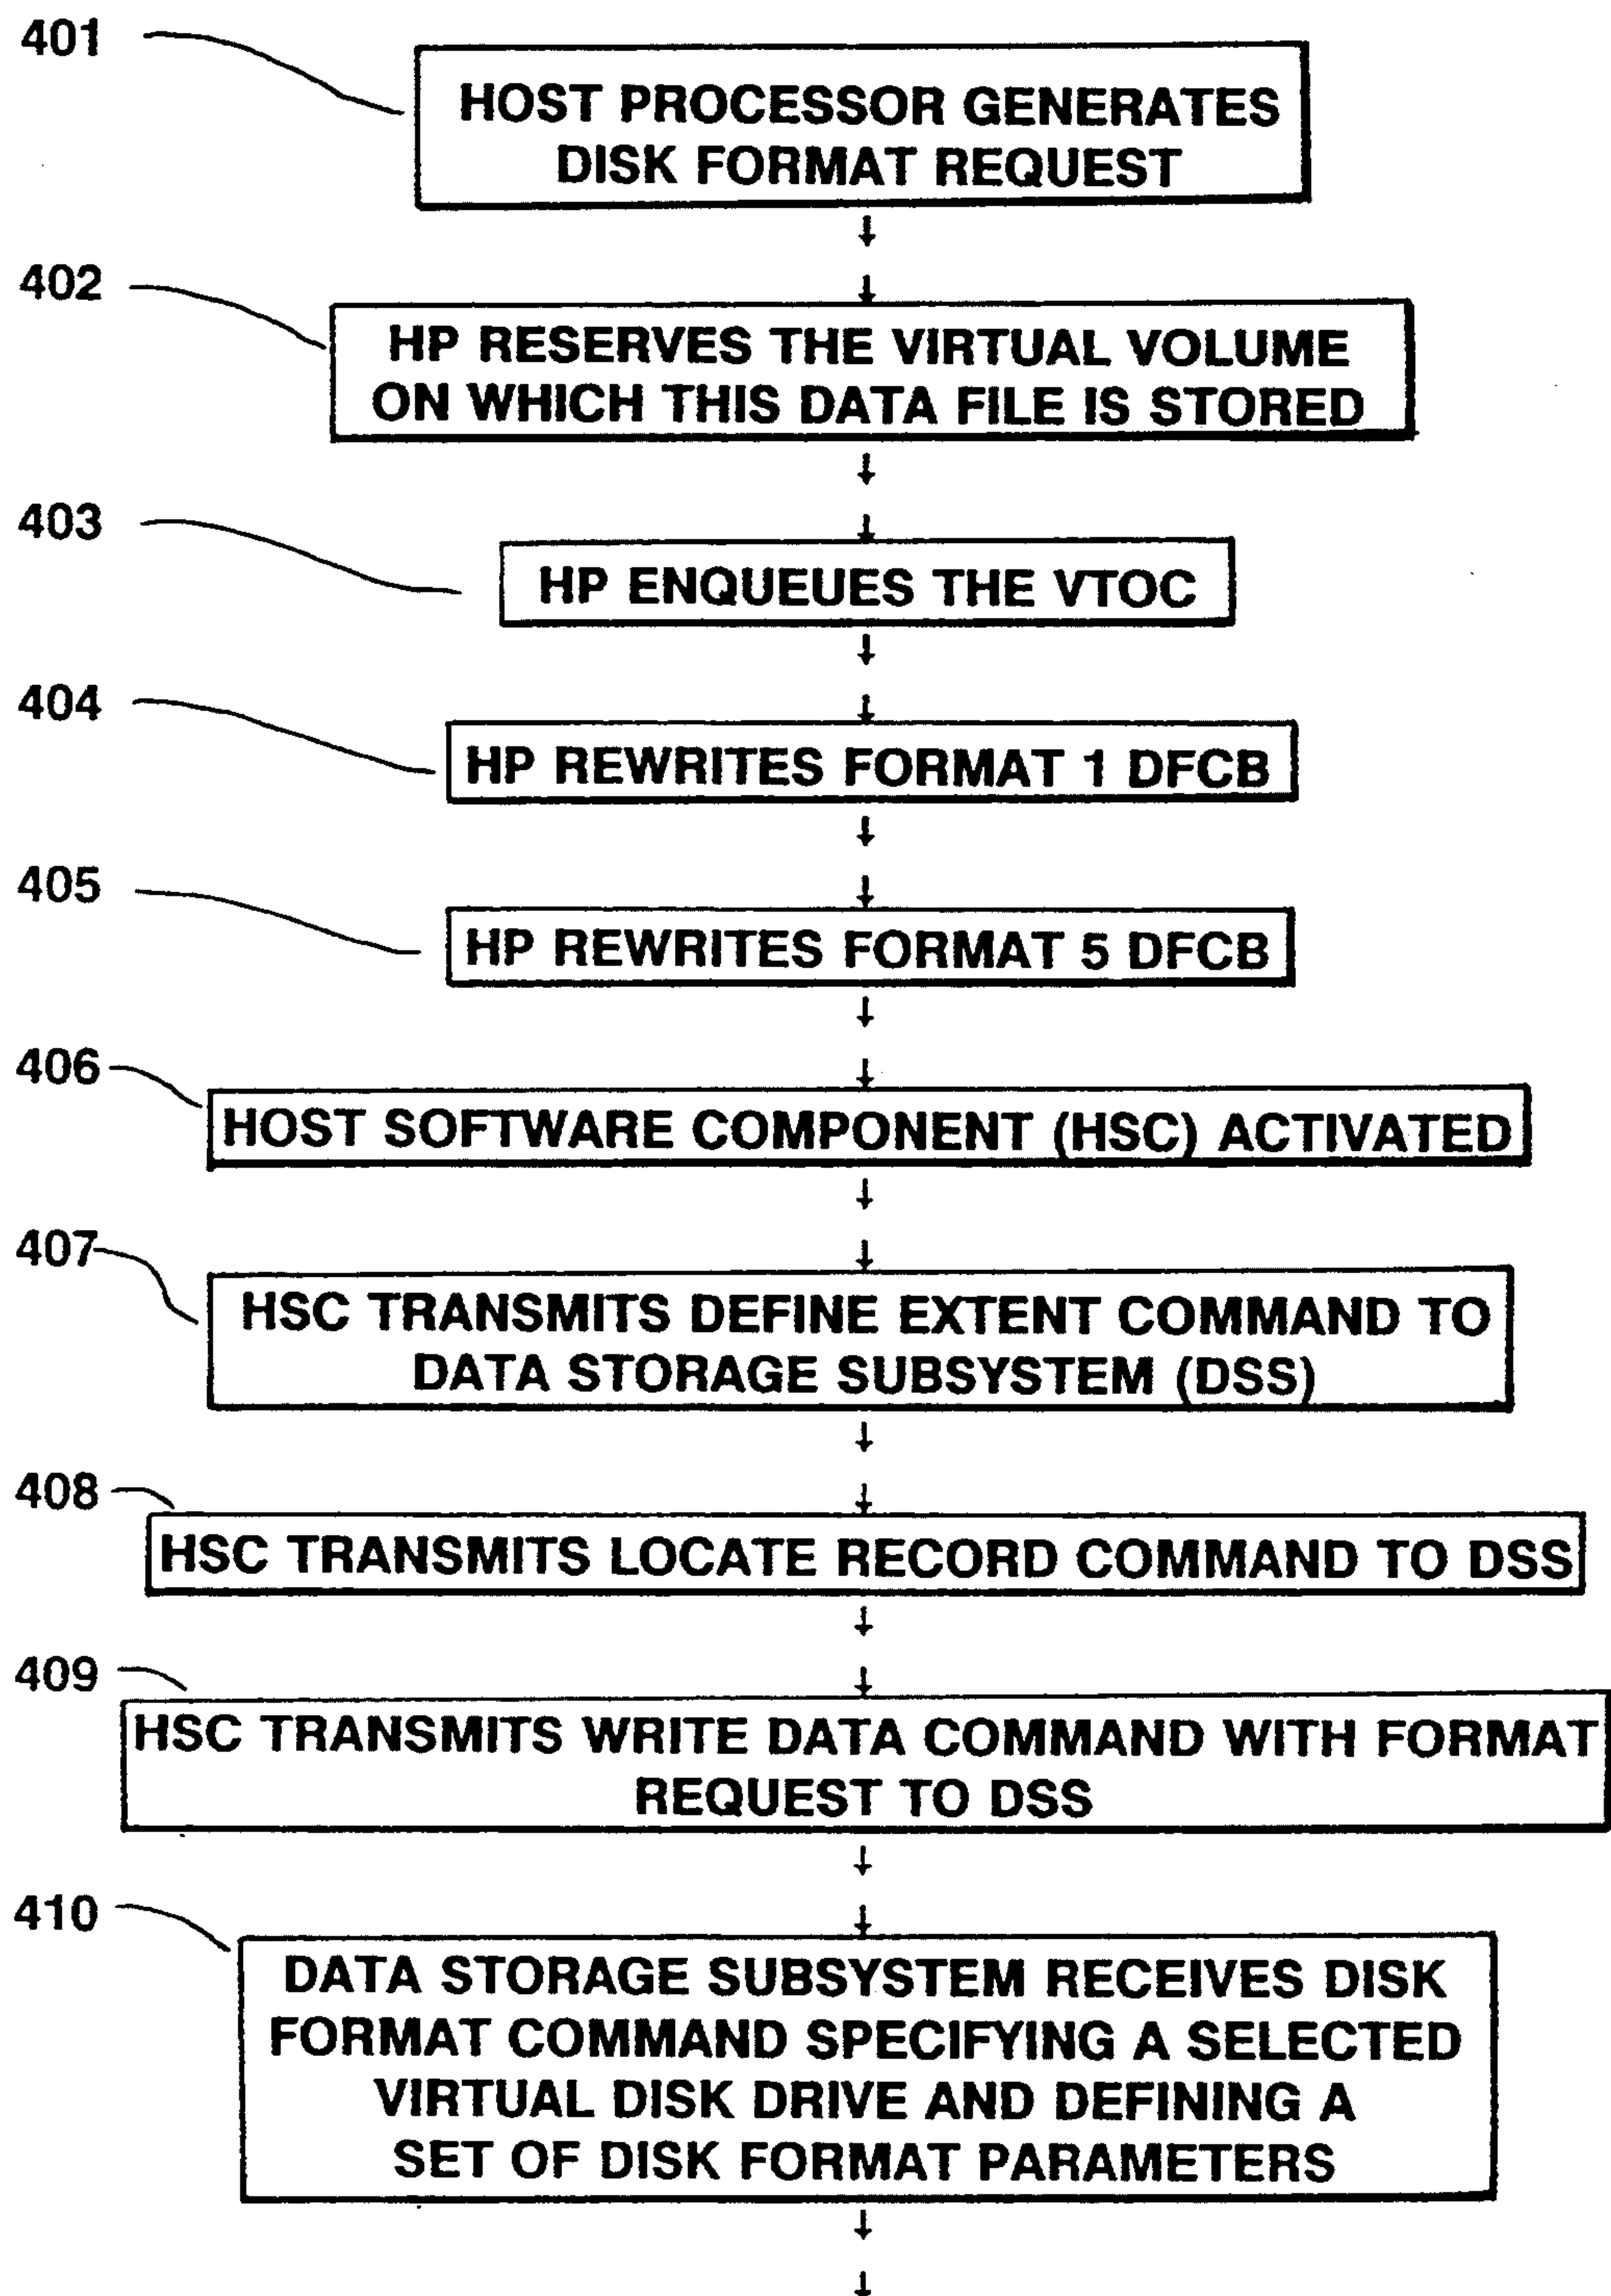 401
HOST PROCESSOR GENERATES
DISK FORMAT REQUEST
402
HP RESERVES THE VIRTUAL VOLUME
ON WHICH THIS DATA FILE IS STORED
403
HP ENQUEUES THE VTOC
404
HP REWRITES FORMAT 1 DFCB
405
HP REWRITES FORMAT 5 DFCB
406
HOST SOFTWARE COMPONENT (HSC) ACTIVATED
407
HSC TRANSMITS DEFINE EXTENT COMMAND TO
DATA STORAGE SUBSYSTEM (DSS)
408
HSC TRANSMITS LOCATE RECORD COMMAND TO DSS
409
HSC TRANSMITS WRITE DATA COMMAND WITH FORMAT
REQUEST TO DSS
410
DATA STORAGE SUBSYSTEM RECEIVES DISK
FORMAT COMMAND SPECIFYING A SELECTED
VIRTUAL DISK DRIVE AND DEFINING A
SET OF DISK FORMAT PARAMETERS